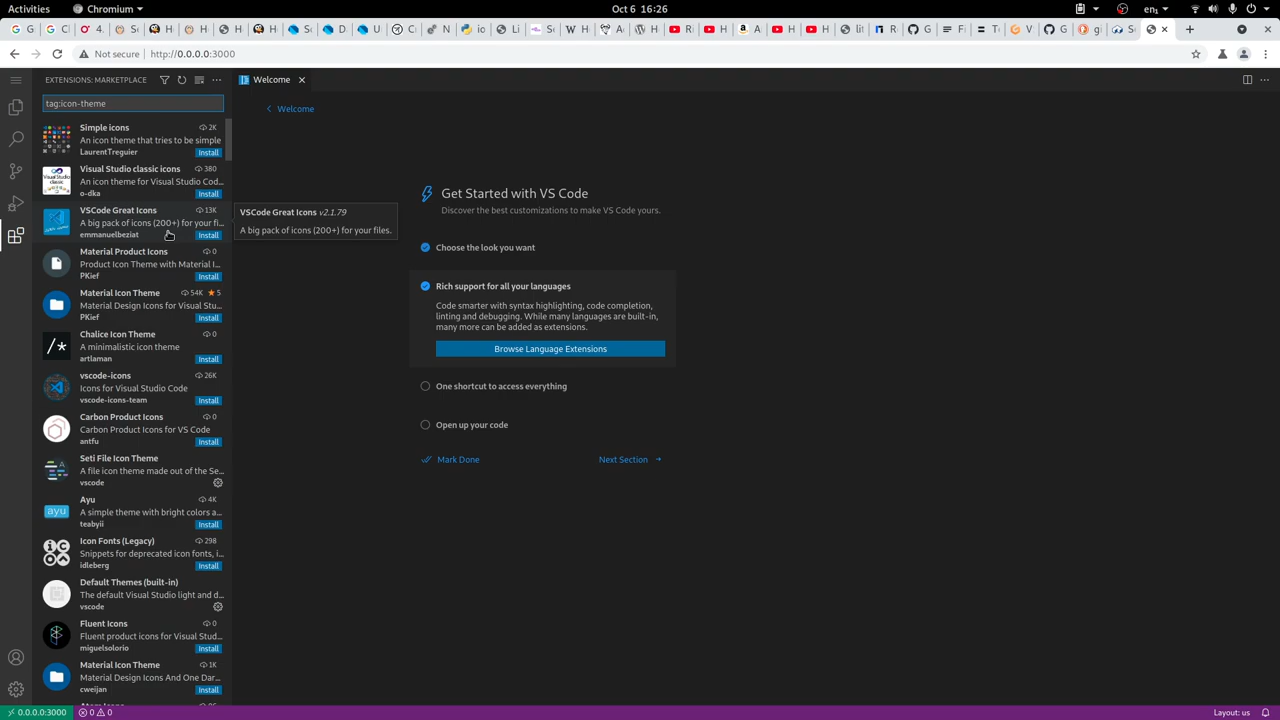 Activities
Chromium
Oct 6 16:26
en₁
G
G
4.
H
H
H
Sc
D
U
C
N
io
Li
Se
W
A
H
R
H
A
H
H
lit
n
G
F
V
G
gi
Sc
Not secure
http://0.0.0.0:3000
EXTENSIONS: MARKETPLACE
tag:icon-theme
Simple icons 2K
An icon theme that tries to be simple
LaurentTreguier Install
Visual Studio classic icons 380
An icon theme for Visual Studio Cod...
o-dka Install
VSCode Great Icons 13K
A big pack of icons (200+) for your fi...
emmanuelbeziat Install
Material Product Icons 0
Product Icon Theme with Material I...
PKief Install
Material Icon Theme 54K 5
Material Design Icons for Visual Stu...
PKief Install
/*
Chalice Icon Theme 0
A minimalistic icon theme
artlaman Install
vscode-icons 26K
Icons for Visual Studio Code
vscode-icons-team Install
Carbon Product Icons 0
Carbon Product Icons for VS Code
antfu Install
Seti File Icon Theme
A file icon theme made out of the Se...
vscode
ayu
Ayu 4K
A simple theme with bright colors a...
teabyii Install
Icon Fonts (Legacy) 298
Snippets for deprecated icon fonts, i...
idleberg Install
Default Themes (built-in)
The default Visual Studio light and d...
vscode
Fluent Icons 0
Fluent product icons for Visual Stud...
miguelsolorio Install
Material Icon Theme 1K
Material Design Icons And One Dar...
cweijan Install
VSCode Great Icons v2.1.79
A big pack of icons (200+) for your files.
Welcome
Welcome
Get Started with VS Code
Discover the best customizations to make VS Code yours.
Choose the look you want
Rich support for all your languages
Code smarter with syntax highlighting, code completion,
linting and debugging. While many languages are built-in,
many more can be added as extensions.
Browse Language Extensions
One shortcut to access everything
Open up your code
Mark Done
Next Section
0.0.0.0:3000
0
0
Layout: us